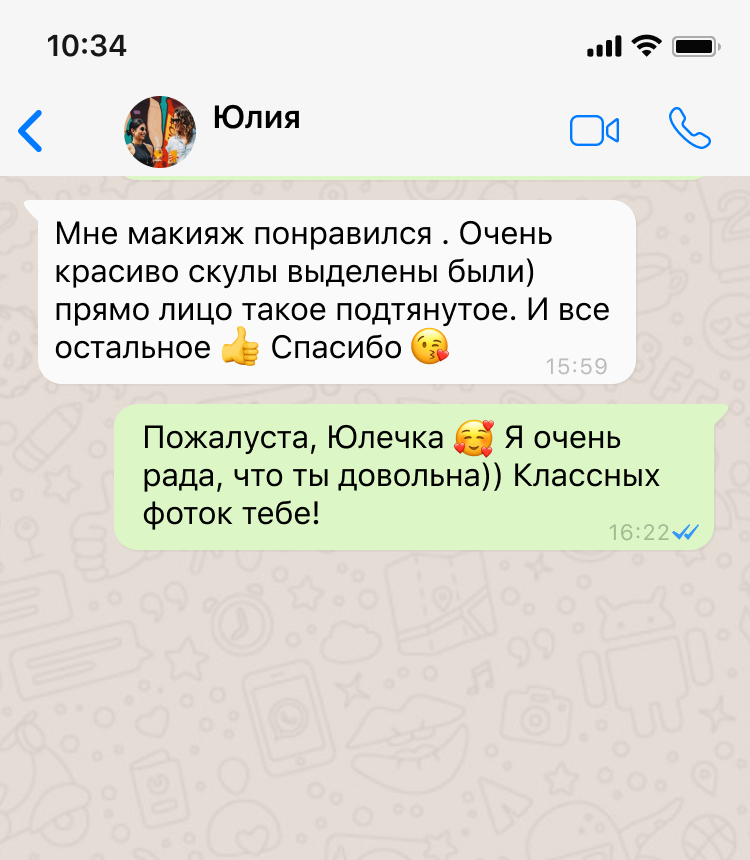 10:34
Юлия
Мне макияж понравился . Очень
красиво скулы выделены были)
прямо лицо такое подтянутое. И все
остальное 👍 Спасибо 😘
15:59
Пожалуста, Юлечка 🥰 Я очень
рада, что ты довольна)) Классных
фоток тебе!
16:22